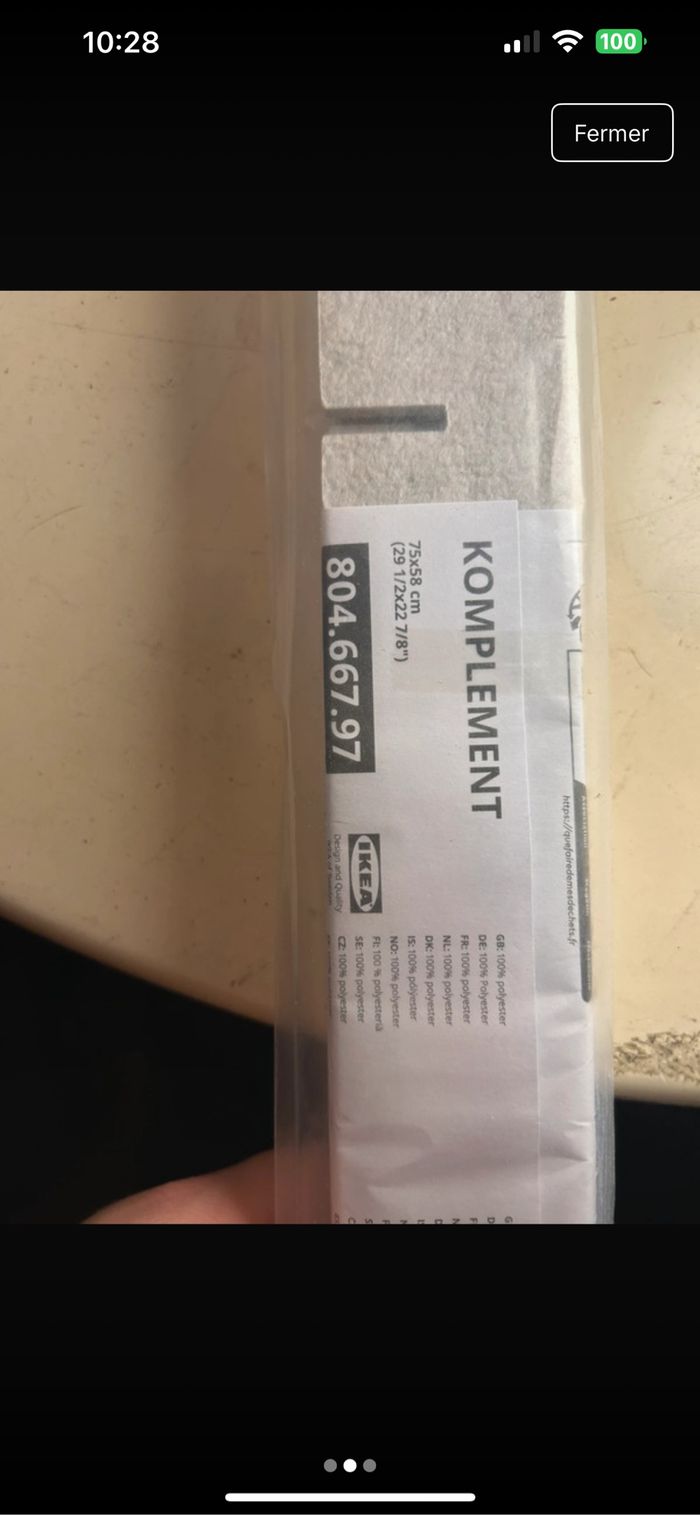 10:28
100
Fermer
KOMPLEMENT
75x58 cm
(29 1/2x22 7/8")
804.667.97
IKEA
Design and Quality
https://quefairedemesdechets.fr
GB: 100% polyester
DE: 100% Polyester
FR: 100% polyester
NL: 100% polyester
DK: 100% polyester
IS: 100% pólýester
NO: 100% polyester
FI: 100 % polyesteriä
SE: 100% polyester
CZ: 100% polyester